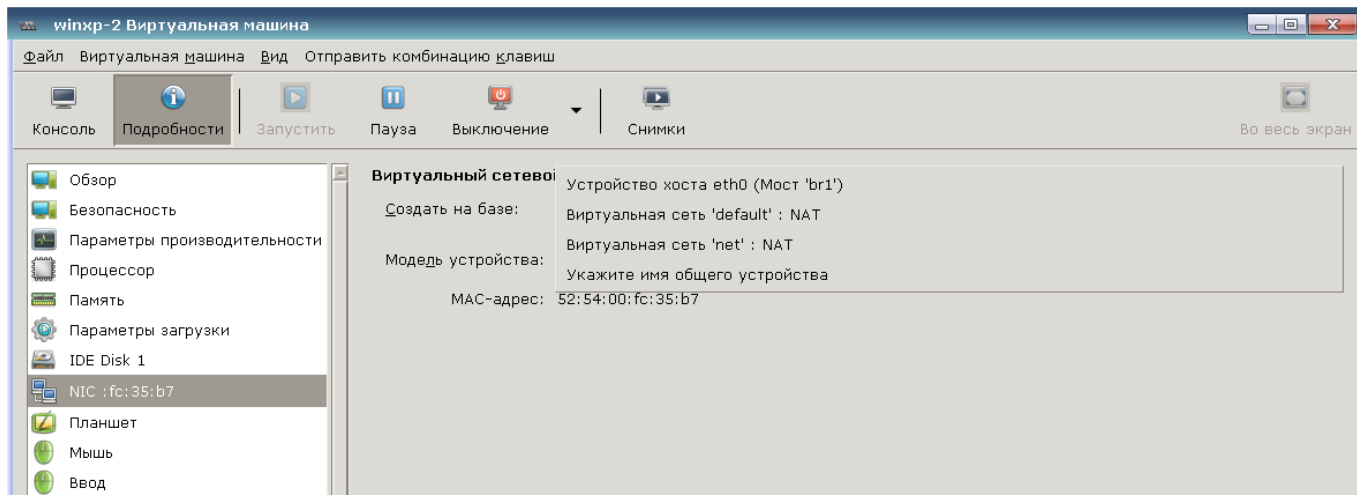 winxp-2 Виртуальная машина
Файл Виртуальная машина Вид Отправить комбинацию клавиш
Консоль Подробности Запустить Пауза Выключение Снимки Во весь экран
Обзор
Безопасность
Параметры производительности
Процессор
Память
Параметры загрузки
IDE Disk 1
NIC :fc:35:b7
Планшет
Мышь
Ввод
Виртуальный сетево
Создать на базе:
Устройство хоста eth0 (Мост 'br1')
Виртуальная сеть 'default' : NAT
Виртуальная сеть 'net' : NAT
Укажите имя общего устройства
Модель устройства:
MAC-адрес: 52:54:00:fc:35:b7